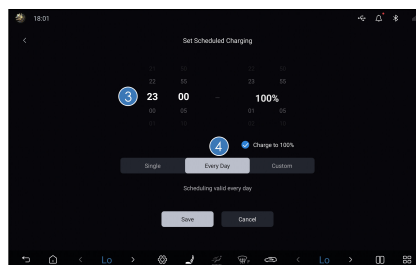 18:01
Set Scheduled Charging
22 55 23 55
3 23 00 – 100%
00 05 01 05
4 Charge to 100%
Single Every Day Custom
Scheduling valid every day
Save Cancel
Lo Lo